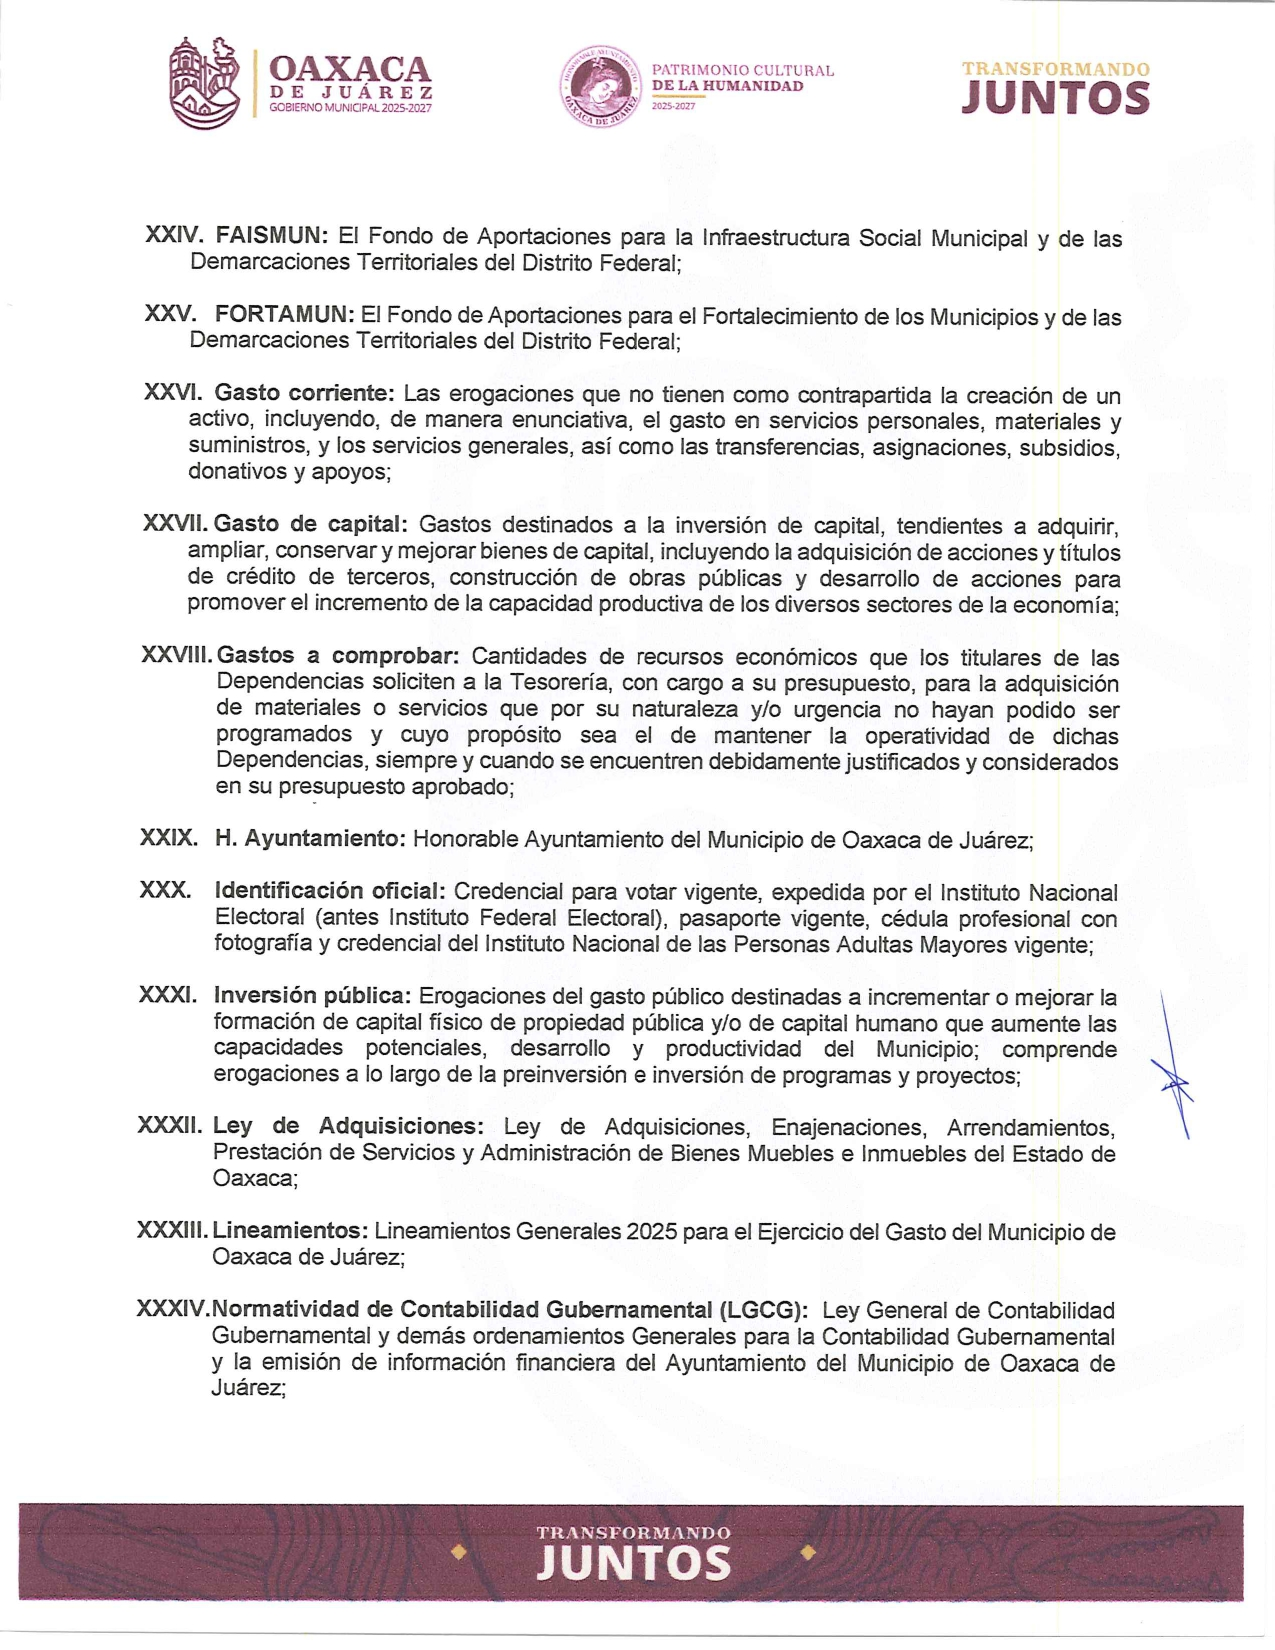 OAXACA
DE JUÁREZ
GOBIERNO MUNICIPAL 2025-2027
HONORABLE AYUNTAMIENTO
OAXACA DE JUÁREZ
PATRIMONIO CULTURAL
DE LA HUMANIDAD
2025-2027
TRANSFORMANDO
JUNTOS
XXIV. FAISMUN: El Fondo de Aportaciones para la Infraestructura Social Municipal y de las
Demarcaciones Territoriales del Distrito Federal;
XXV. FORTAMUN: El Fondo de Aportaciones para el Fortalecimiento de los Municipios y de las
Demarcaciones Territoriales del Distrito Federal;
XXVI. Gasto corriente: Las erogaciones que no tienen como contrapartida la creación de un
activo, incluyendo, de manera enunciativa, el gasto en servicios personales, materiales y
suministros, y los servicios generales, así como las transferencias, asignaciones, subsidios,
donativos y apoyos;
XXVII. Gasto de capital: Gastos destinados a la inversión de capital, tendientes a adquirir,
ampliar, conservar y mejorar bienes de capital, incluyendo la adquisición de acciones y títulos
de crédito de terceros, construcción de obras públicas y desarrollo de acciones para
promover el incremento de la capacidad productiva de los diversos sectores de la economía;
XXVIII. Gastos a comprobar: Cantidades de recursos económicos que los titulares de las
Dependencias soliciten a la Tesorería, con cargo a su presupuesto, para la adquisición
de materiales o servicios que por su naturaleza y/o urgencia no hayan podido ser
programados y cuyo propósito sea el de mantener la operatividad de dichas
Dependencias, siempre y cuando se encuentren debidamente justificados y considerados
en su presupuesto aprobado;
XXIX. H. Ayuntamiento: Honorable Ayuntamiento del Municipio de Oaxaca de Juárez;
XXX. Identificación oficial: Credencial para votar vigente, expedida por el Instituto Nacional
Electoral (antes Instituto Federal Electoral), pasaporte vigente, cédula profesional con
fotografía y credencial del Instituto Nacional de las Personas Adultas Mayores vigente;
XXXI. Inversión pública: Erogaciones del gasto público destinadas a incrementar o mejorar la
formación de capital físico de propiedad pública y/o de capital humano que aumente las
capacidades potenciales, desarrollo y productividad del Municipio; comprende
erogaciones a lo largo de la preinversión e inversión de programas y proyectos;
XXXII. Ley de Adquisiciones: Ley de Adquisiciones, Enajenaciones, Arrendamientos,
Prestación de Servicios y Administración de Bienes Muebles e Inmuebles del Estado de
Oaxaca;
XXXIII. Lineamientos: Lineamientos Generales 2025 para el Ejercicio del Gasto del Municipio de
Oaxaca de Juárez;
XXXIV. Normatividad de Contabilidad Gubernamental (LGCG): Ley General de Contabilidad
Gubernamental y demás ordenamientos Generales para la Contabilidad Gubernamental
y la emisión de información financiera del Ayuntamiento del Municipio de Oaxaca de
Juárez;
TRANSFORMANDO
JUNTOS